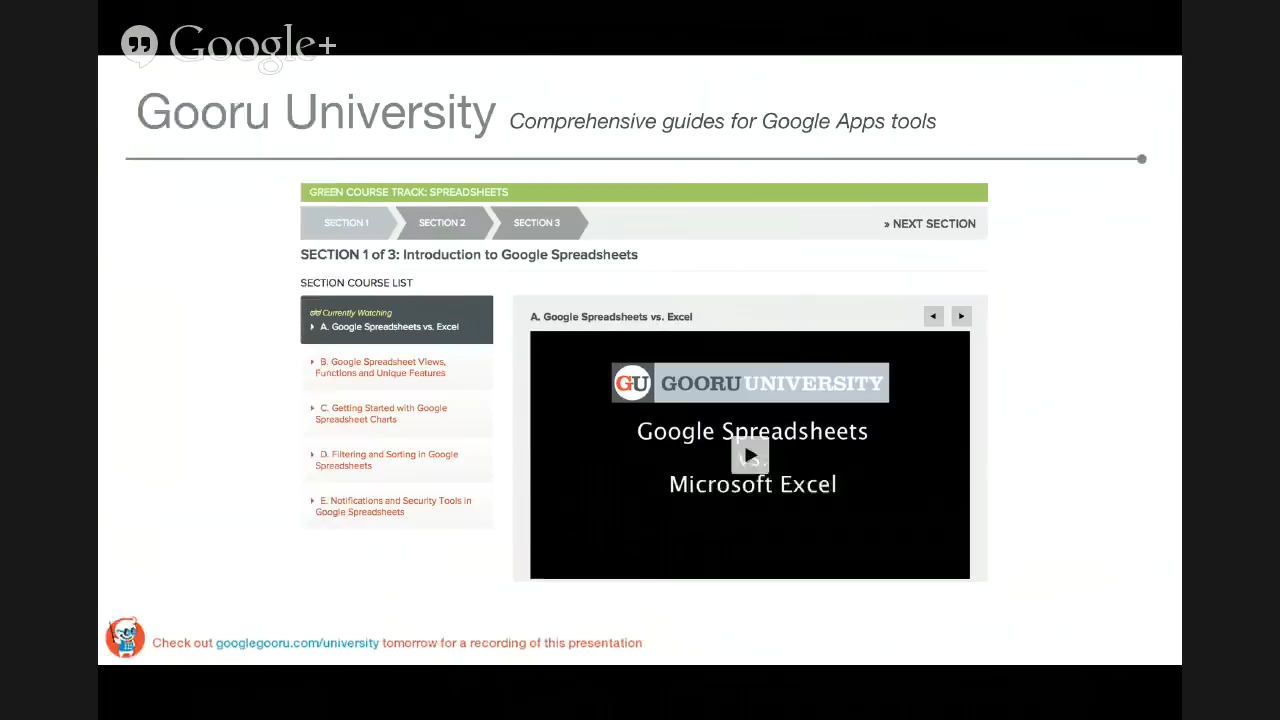 Google+
Gooru University Comprehensive guides for Google Apps tools
GREEN COURSE TRACK: SPREADSHEETS
SECTION 1 SECTION 2 SECTION 3 » NEXT SECTION
SECTION 1 of 3: Introduction to Google Spreadsheets
SECTION COURSE LIST
Currently Watching
A. Google Spreadsheets vs. Excel
B. Google Spreadsheet Views,
Functions and Unique Features
C. Getting Started with Google
Spreadsheet Charts
D. Filtering and Sorting in Google
Spreadsheets
E. Notifications and Security Tools in
Google Spreadsheets
A. Google Spreadsheets vs. Excel
GU GOORU UNIVERSITY
Google Spreadsheets
vs.
Microsoft Excel
Check out googlegooru.com/university tomorrow for a recording of this presentation